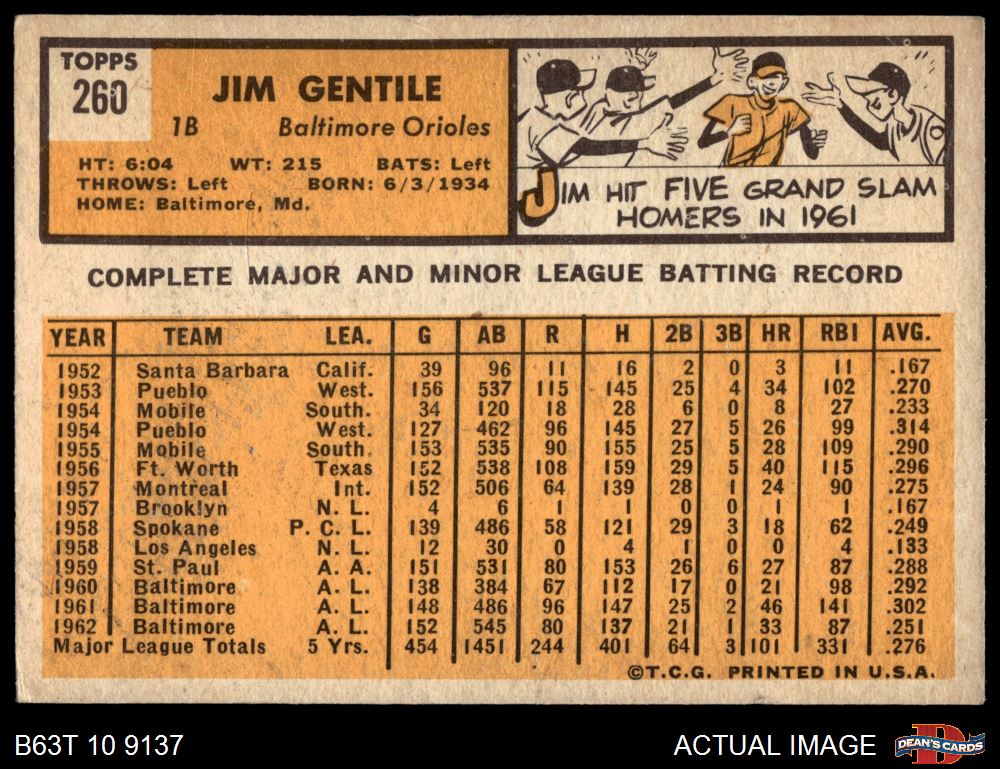 TOPPS
260
JIM GENTILE
1B Baltimore Orioles
HT: 6:04 WT: 215 BATS: Left
THROWS: Left BORN: 6/3/1934
HOME: Baltimore, Md.
JIM HIT FIVE GRAND SLAM
HOMERS IN 1961
COMPLETE MAJOR AND MINOR LEAGUE BATTING RECORD
YEAR TEAM LEA. G AB R H 2B 3B HR RBI AVG.
1952 Santa Barbara Calif. 39 96 11 16 2 0 3 11 .167
1953 Pueblo West. 156 537 115 145 25 4 34 102 .270
1954 Mobile South. 34 120 18 28 6 0 8 27 .233
1954 Pueblo West. 127 462 96 145 27 5 26 99 .314
1955 Mobile South. 153 535 90 155 25 5 28 109 .290
1956 Ft. Worth Texas 152 538 108 159 29 5 40 115 .296
1957 Montreal Int. 152 506 64 139 28 1 24 90 .275
1957 Brooklyn N. L. 4 6 1 1 0 0 1 1 .167
1958 Spokane P. C. L. 139 486 58 121 29 3 18 62 .249
1958 Los Angeles N. L. 12 30 0 4 1 0 0 4 .133
1959 St. Paul A. A. 151 531 80 153 26 6 27 87 .288
1960 Baltimore A. L. 138 384 67 112 17 0 21 98 .292
1961 Baltimore A. L. 148 486 96 147 25 2 46 141 .302
1962 Baltimore A. L. 152 545 80 137 21 1 33 87 .251
Major League Totals 5 Yrs. 454 1451 244 401 64 3 101 331 .276
©T.C.G. PRINTED IN U.S.A.
B63T 10 9137 ACTUAL IMAGE DEAN'S CARDS